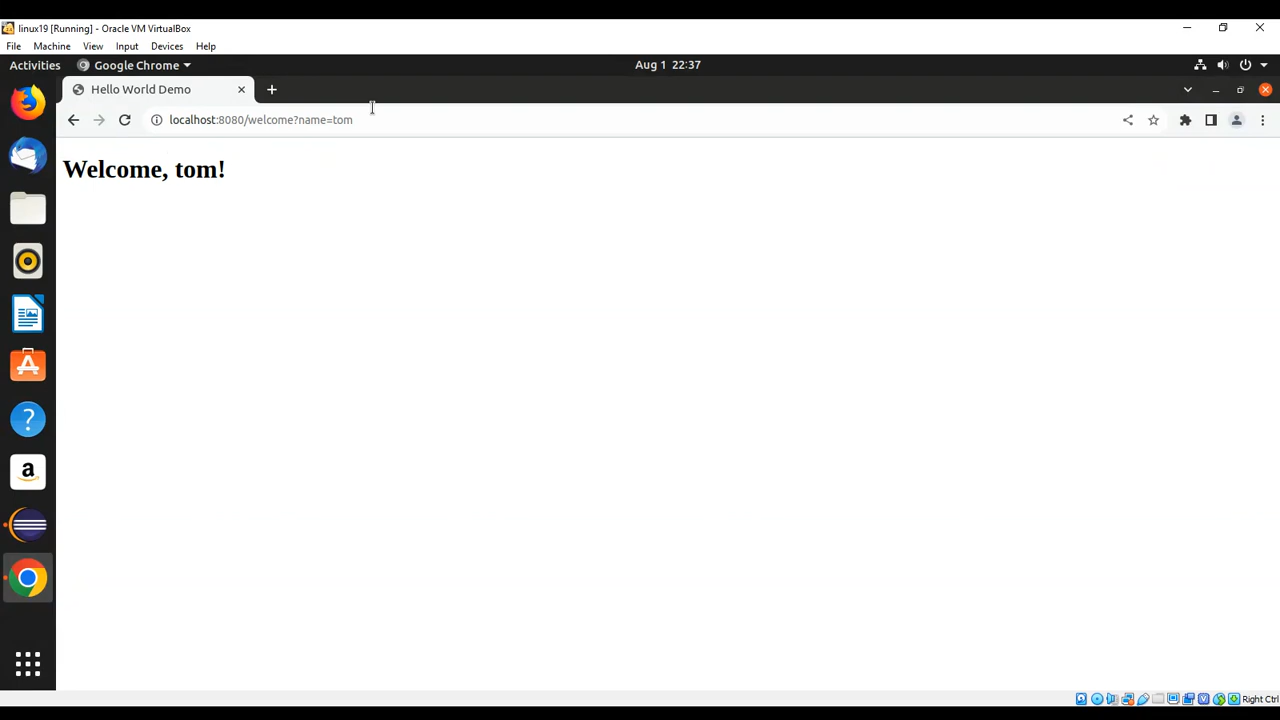 linux19 [Running] - Oracle VM VirtualBox
File Machine View Input Devices Help
Activities Google Chrome Aug 1 22:37
Hello World Demo
localhost:8080/welcome?name=tom
Welcome, tom!
Right Ctrl